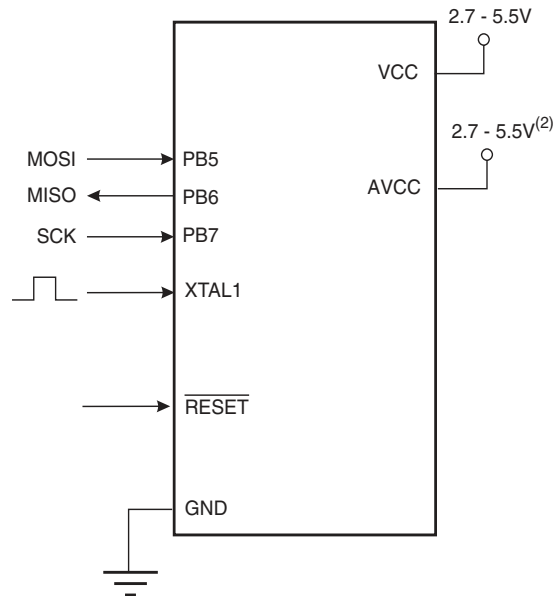 2.7 - 5.5V
VCC
2.7 - 5.5V(2)
MOSI PB5
AVCC
MISO PB6
SCK PB7
XTAL1
RESET
GND